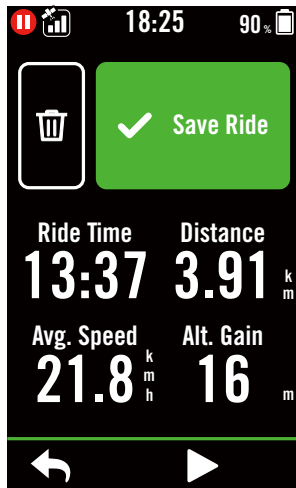 18:25 90 %
Save Ride
Ride Time Distance
13:37 3.91 km
Avg. Speed Alt. Gain
21.8 kmh 16 m